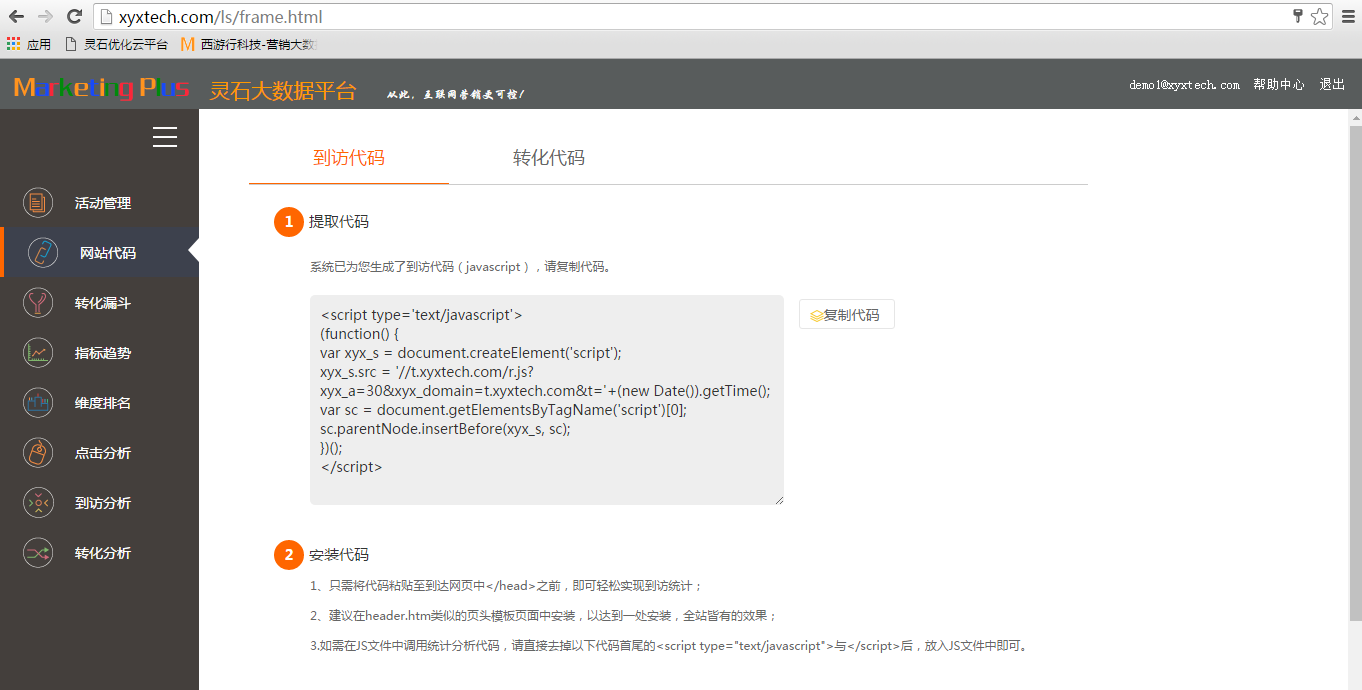 xyxtech.com/ls/frame.html
应用 灵石优化云平台 M 西游行科技-营销大数
Marketing Plus 灵石大数据平台 从此，互联网营销变可控！ demo1@xyxtech.com 帮助中心 退出
到访代码 转化代码
活动管理
网站代码
转化漏斗
指标趋势
维度排名
点击分析
到访分析
转化分析
1 提取代码
系统已为您生成了到访代码（javascript），请复制代码。
<script type='text/javascript'>
(function() {
var xyx_s = document.createElement('script');
xyx_s.src = '//t.xyxtech.com/r.js?
xyx_a=30&xyx_domain=t.xyxtech.com&t='+(new Date()).getTime();
var sc = document.getElementsByTagName('script')[0];
sc.parentNode.insertBefore(xyx_s, sc);
})();
</script>
复制代码
2 安装代码
1、只需将代码粘贴至到达网页中</head>之前，即可轻松实现到访统计；
2、建议在header.htm类似的页头模板页面中安装，以达到一处安装，全站皆有的效果；
3.如需在JS文件中调用统计分析代码，请直接去掉以下代码首尾的<script type="text/javascript">与</script>后，放入JS文件中即可。